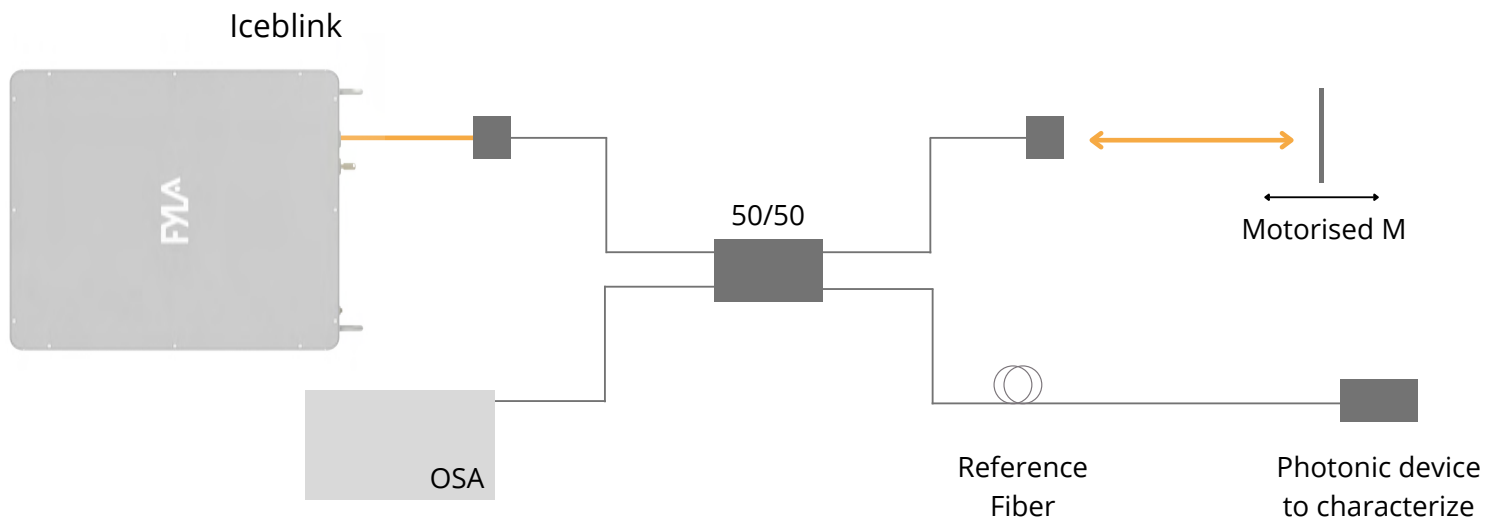 Iceblink
FYLA
50/50
Motorised M
OSA
Reference
Fiber
Photonic device
to characterize